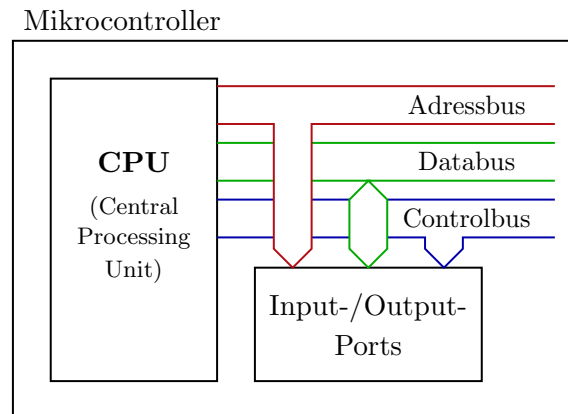 Mikrocontroller
Adressbus
CPU
Databus
(Central
Processing
Unit)
Controlbus
Input-/Output-
Ports